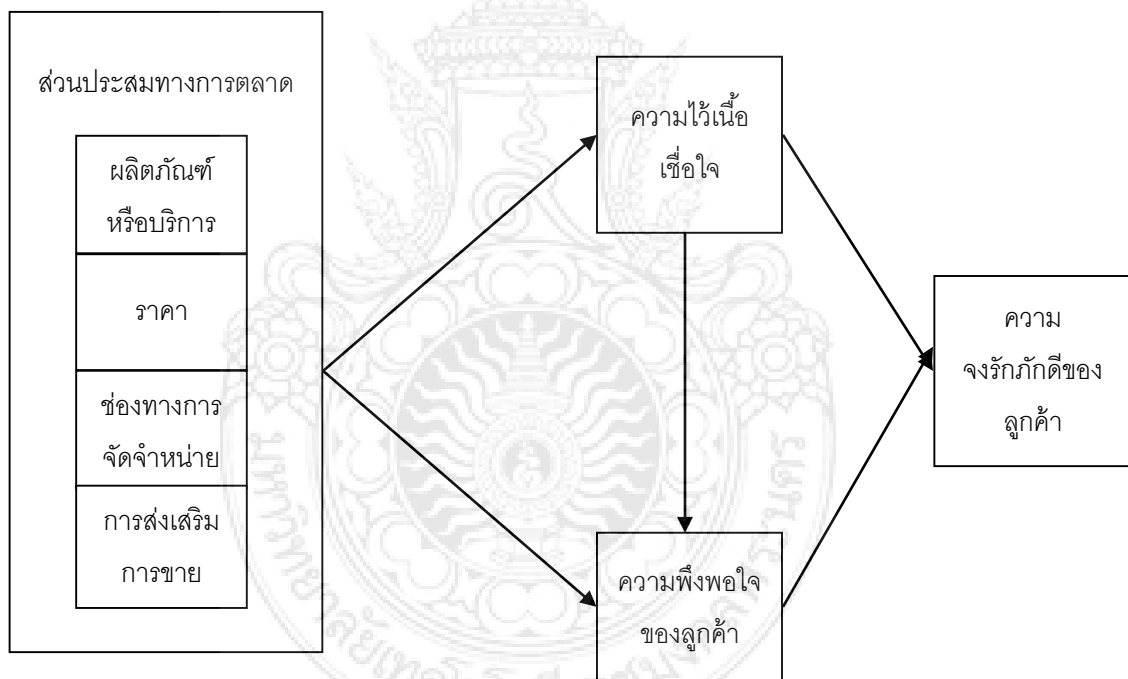 ส่วนประสมทางการตลาด
ผลิตภัณฑ์
หรือบริการ
ราคา
ช่องทางการ
จัดจำหน่าย
การส่งเสริม
การขาย
ความไว้เนื้อ
เชื่อใจ
ความพึงพอใจ
ของลูกค้า
ความ
จงรักภักดีของ
ลูกค้า